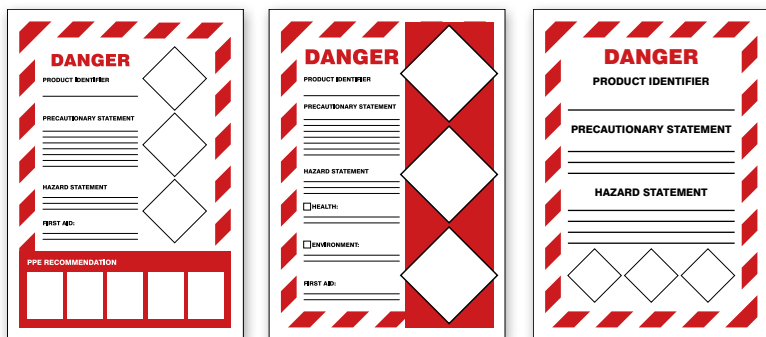 DANGER
PRODUCT IDENTIFIER
PRECAUTIONARY STATEMENT
HAZARD STATEMENT
FIRST AID:
PPE RECOMMENDATION
DANGER
PRODUCT IDENTIFIER
PRECAUTIONARY STATEMENT
HAZARD STATEMENT
HEALTH:
ENVIRONMENT:
FIRST AID:
DANGER
PRODUCT IDENTIFIER
PRECAUTIONARY STATEMENT
HAZARD STATEMENT